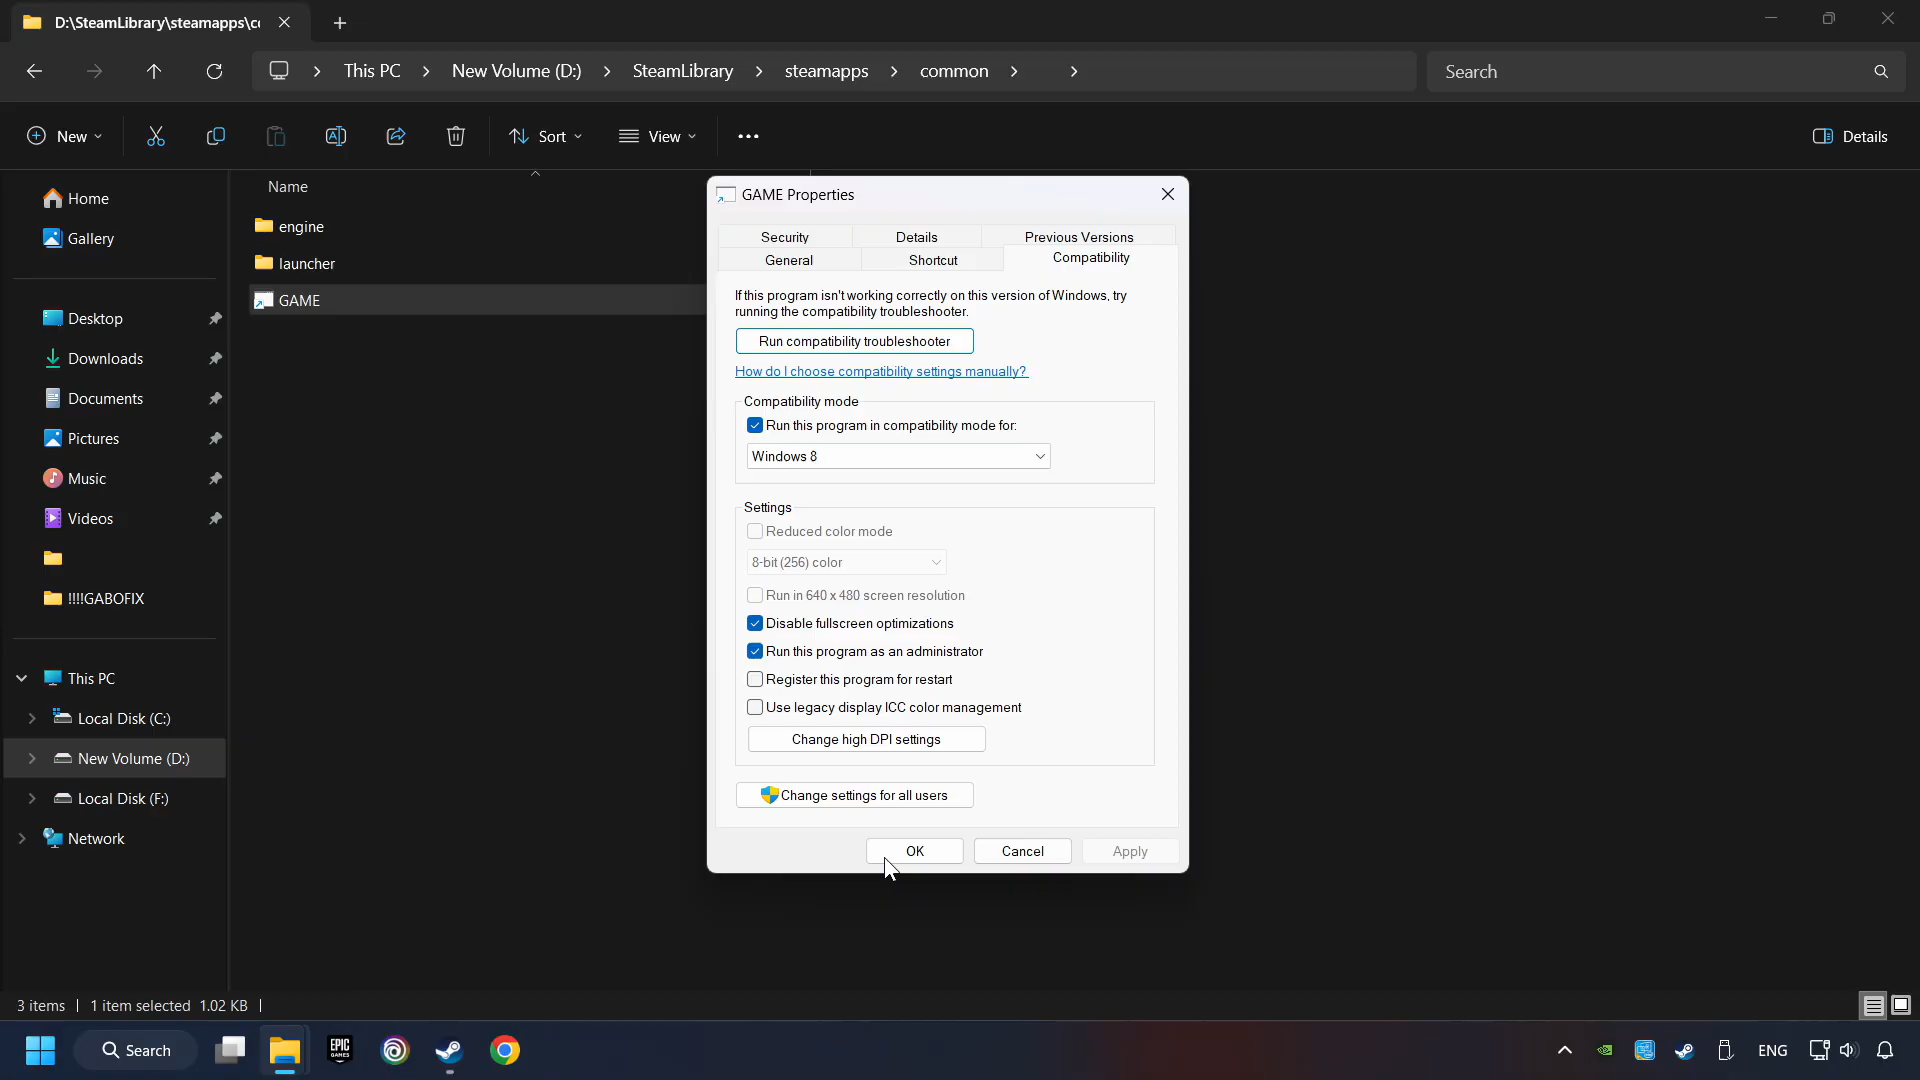 D:\SteamLibrary\steamapps\cc
This PC
New Volume (D:)
SteamLibrary
steamapps
common
Search
New
Sort
View
Details
Home
Gallery
Desktop
Downloads
Documents
Pictures
Music
Videos
!!!!GABOFIX
This PC
Local Disk (C:)
New Volume (D:)
Local Disk (F:)
Network
Name
engine
launcher
GAME
GAME Properties
Security
Details
Previous Versions
General
Shortcut
Compatibility
If this program isn't working correctly on this version of Windows, try
running the compatibility troubleshooter.
Run compatibility troubleshooter
How do I choose compatibility settings manually?
Compatibility mode
Run this program in compatibility mode for:
Windows 8
Settings
Reduced color mode
8-bit (256) color
Run in 640 x 480 screen resolution
Disable fullscreen optimizations
Run this program as an administrator
Register this program for restart
Use legacy display ICC color management
Change high DPI settings
Change settings for all users
OK
Cancel
Apply
3 items
1 item selected 1.02 KB
Search
EPIC
GAMES
ENG